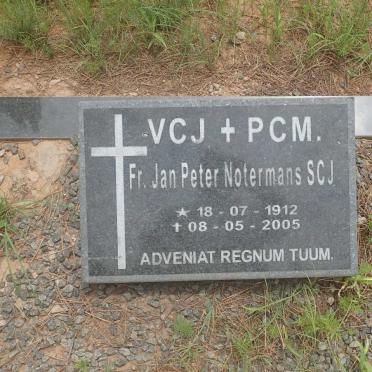 VCJ + PCM.
Fr. Jan Peter Notermans SCJ
★ 18 - 07 - 1912
✝ 08 - 05 - 2005
ADVENIAT REGNUM TUUM.